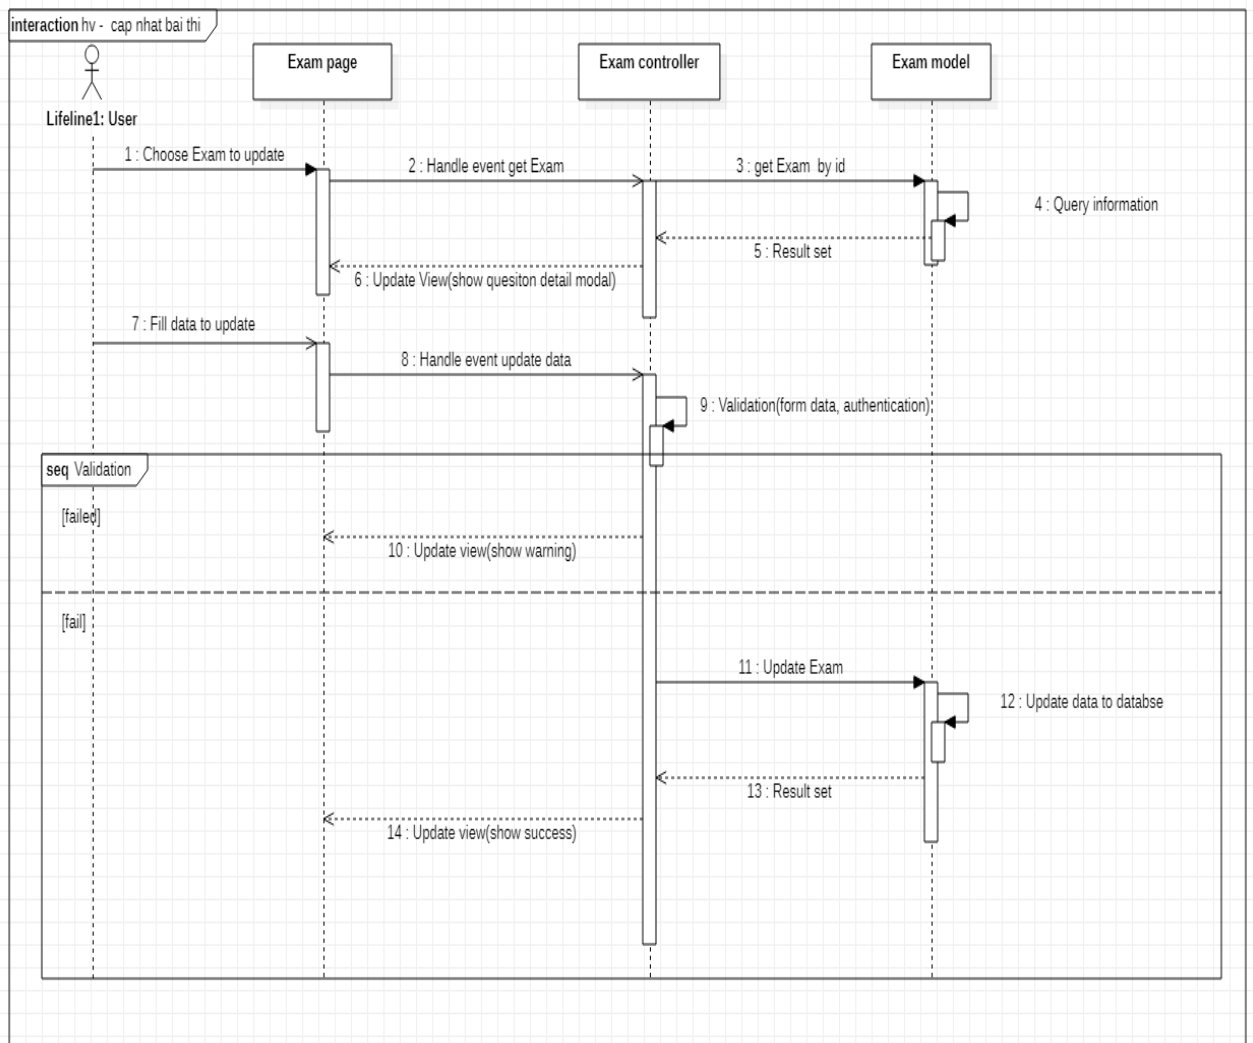 interaction hv - cap nhat bai thi
Exam page
Exam controller
Exam model
Lifeline1: User
1 : Choose Exam to update
2 : Handle event get Exam
3 : get Exam by id
4 : Query information
5 : Result set
6 : Update View(show quesiton detail modal)
7 : Fill data to update
8 : Handle event update data
9 : Validation(form data, authentication)
seq Validation
[failed]
10 : Update view(show warning)
[fail]
11 : Update Exam
12 : Update data to databse
13 : Result set
14 : Update view(show success)